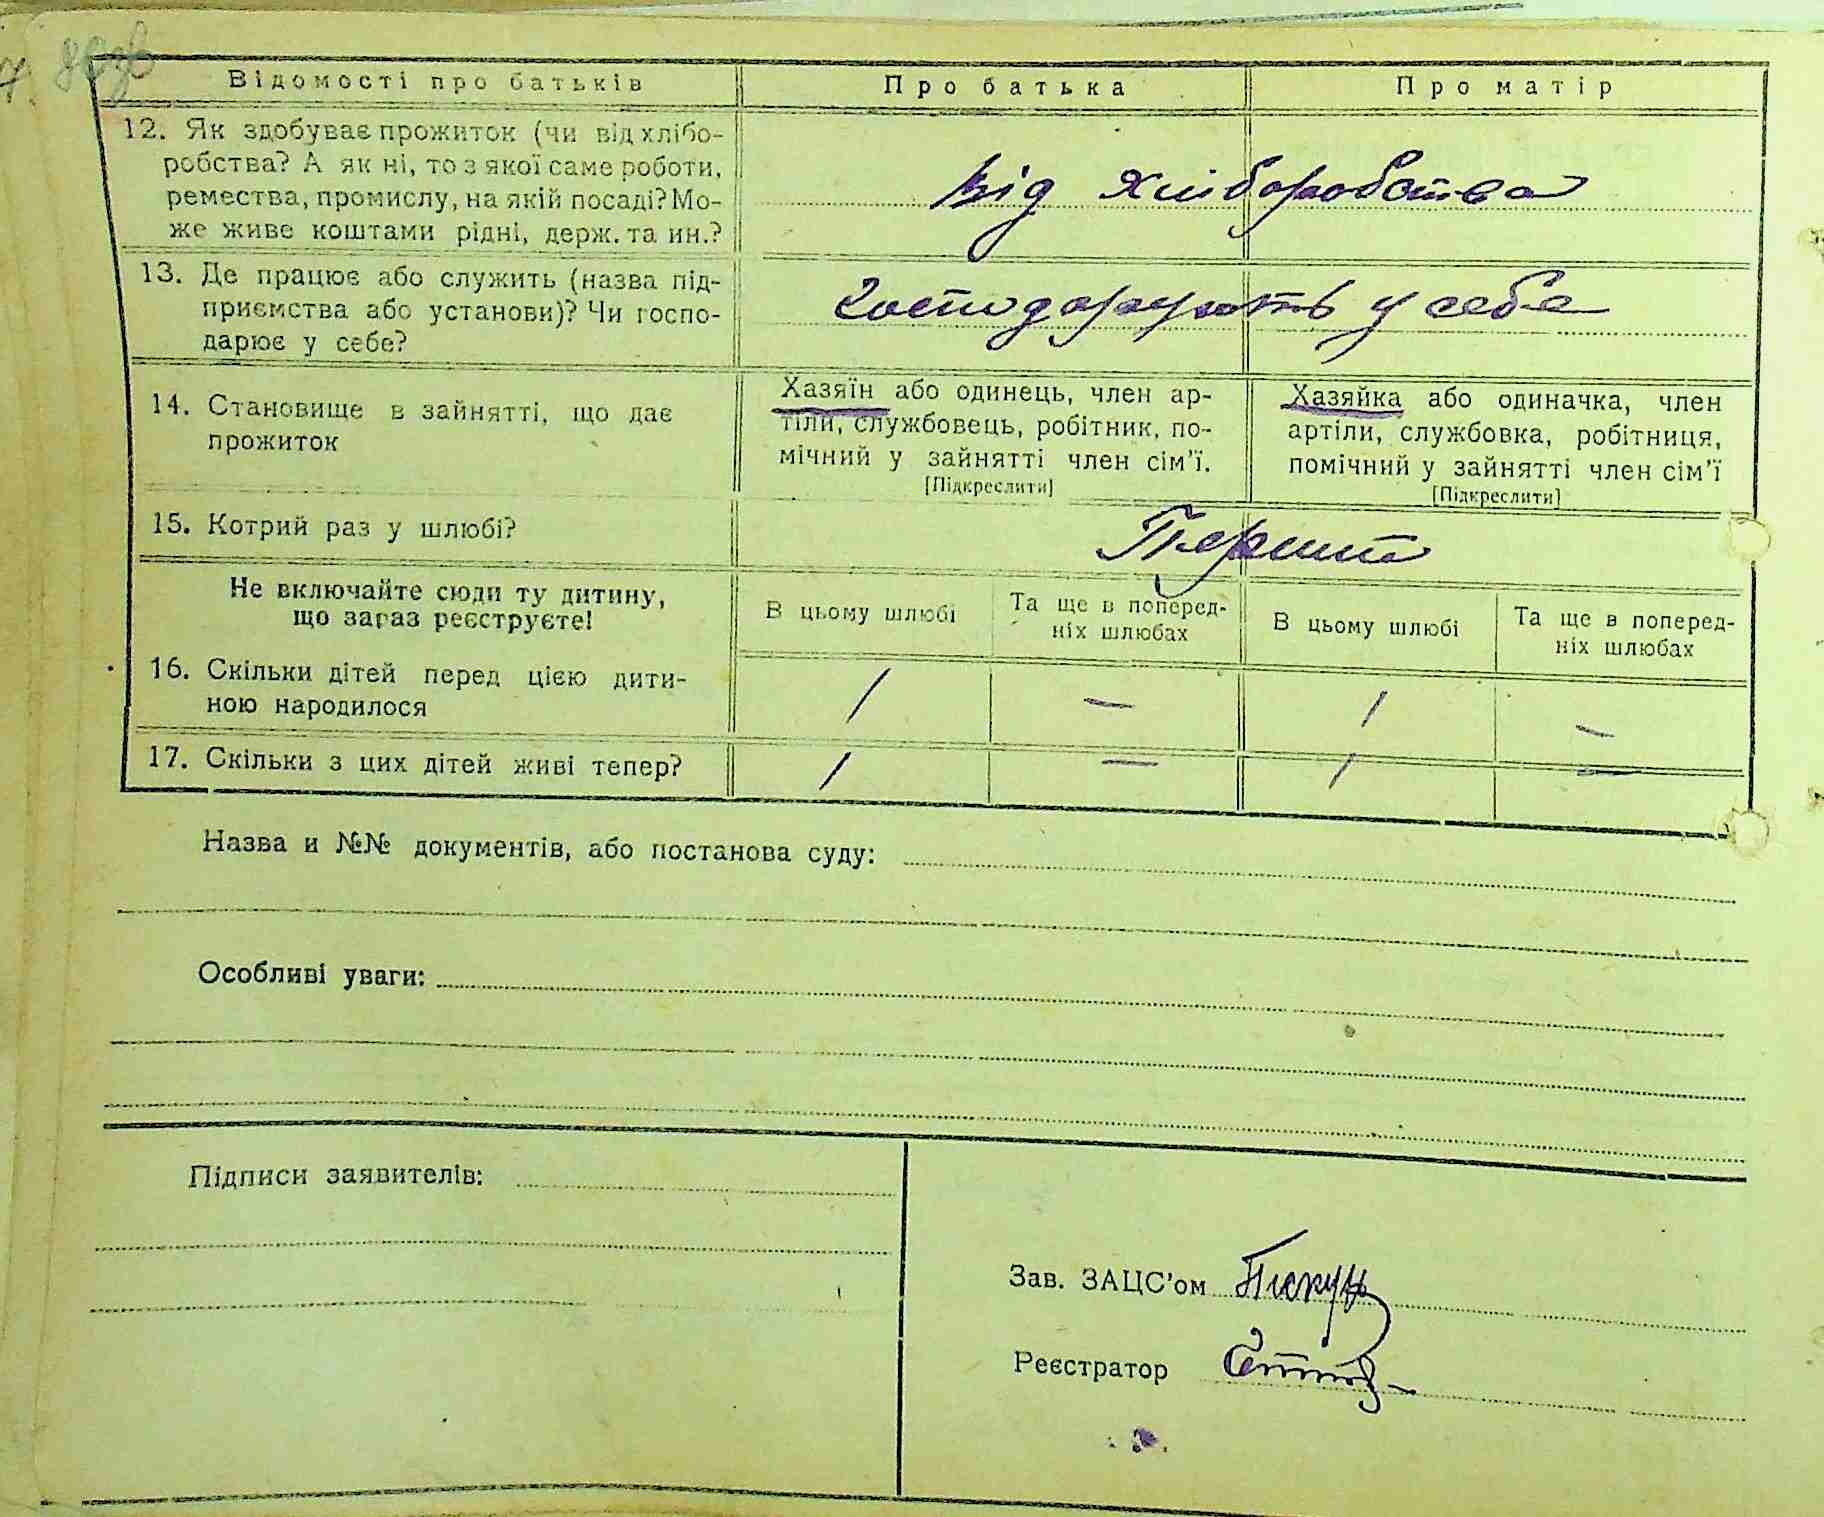 Відомості про батьків
Про батька
Про матір
12. Як здобуває прожиток (чи від хлібо-
робства? А як ні, то з якої саме роботи,
ремества, промислу, на якій посаді? Мо-
же живе коштами рідні, держ. та ин.?
Від хліборобства
13. Де працює або служить (назва під-
приємства або установи)? Чи госпо-
дарює у себе?
Господарують у себе
14. Становище в зайнятті, що дає
прожиток
Хазяїн або одинець, член ар-
тіли, службовець, робітник, по-
мічний у зайнятті член сім'ї.
[Підкреслити]
Хазяйка або одиначка, член
артіли, службовка, робітниця,
помічний у зайнятті член сім'ї
[Підкреслити]
15. Котрий раз у шлюбі?
Перший
Не включайте сюди ту дитину,
що зараз реєструєте!
В цьому шлюбі
Та ще в поперед-
ніх шлюбах
В цьому шлюбі
Та ще в поперед-
ніх шлюбах
16. Скільки дітей перед цією дити-
ною народилося
1 — 1 —
17. Скільки з цих дітей живі тепер?
1 — 1 —
Назва и №№ документів, або постанова суду:
Особливі уваги:
Підписи заявителів:
Зав. ЗАЦС'ом
Реєстратор